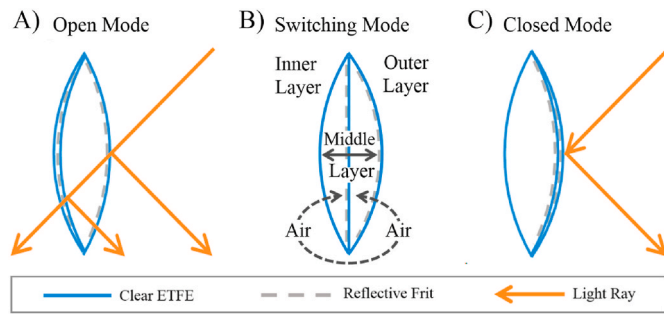 A) Open Mode
B) Switching Mode
C) Closed Mode
Inner Layer
Outer Layer
Middle Layer
Air
Air
Clear ETFE
Reflective Frit
Light Ray